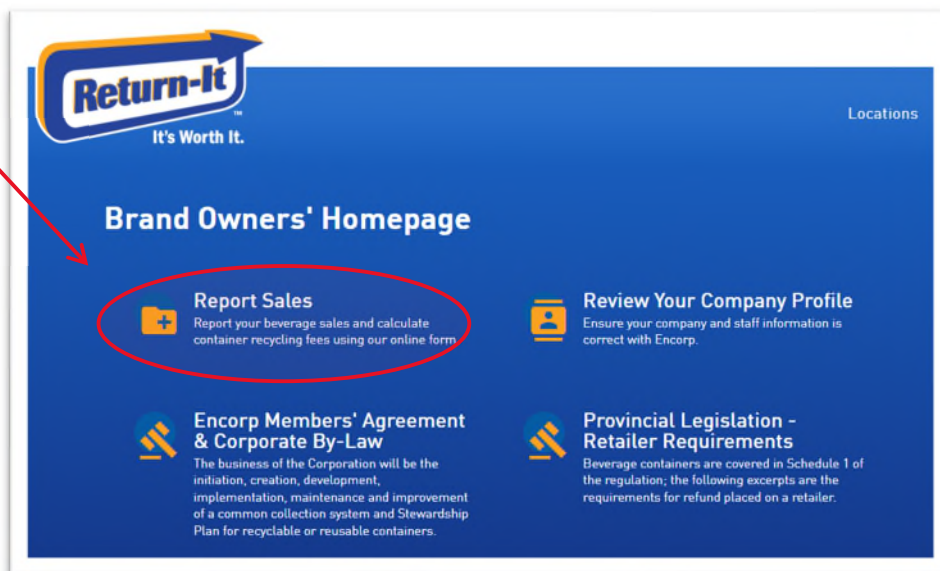 Return-It
™
It's Worth It.
Locations
Brand Owners' Homepage
Report Sales
Report your beverage sales and calculate
container recycling fees using our online form
Review Your Company Profile
Ensure your company and staff information is
correct with Encorp.
Encorp Members' Agreement
& Corporate By-Law
The business of the Corporation will be the
initiation, creation, development,
implementation, maintenance and improvement
of a common collection system and Stewardship
Plan for recyclable or reusable containers.
Provincial Legislation -
Retailer Requirements
Beverage containers are covered in Schedule 1 of
the regulation; the following excerpts are the
requirements for refund placed on a retailer.